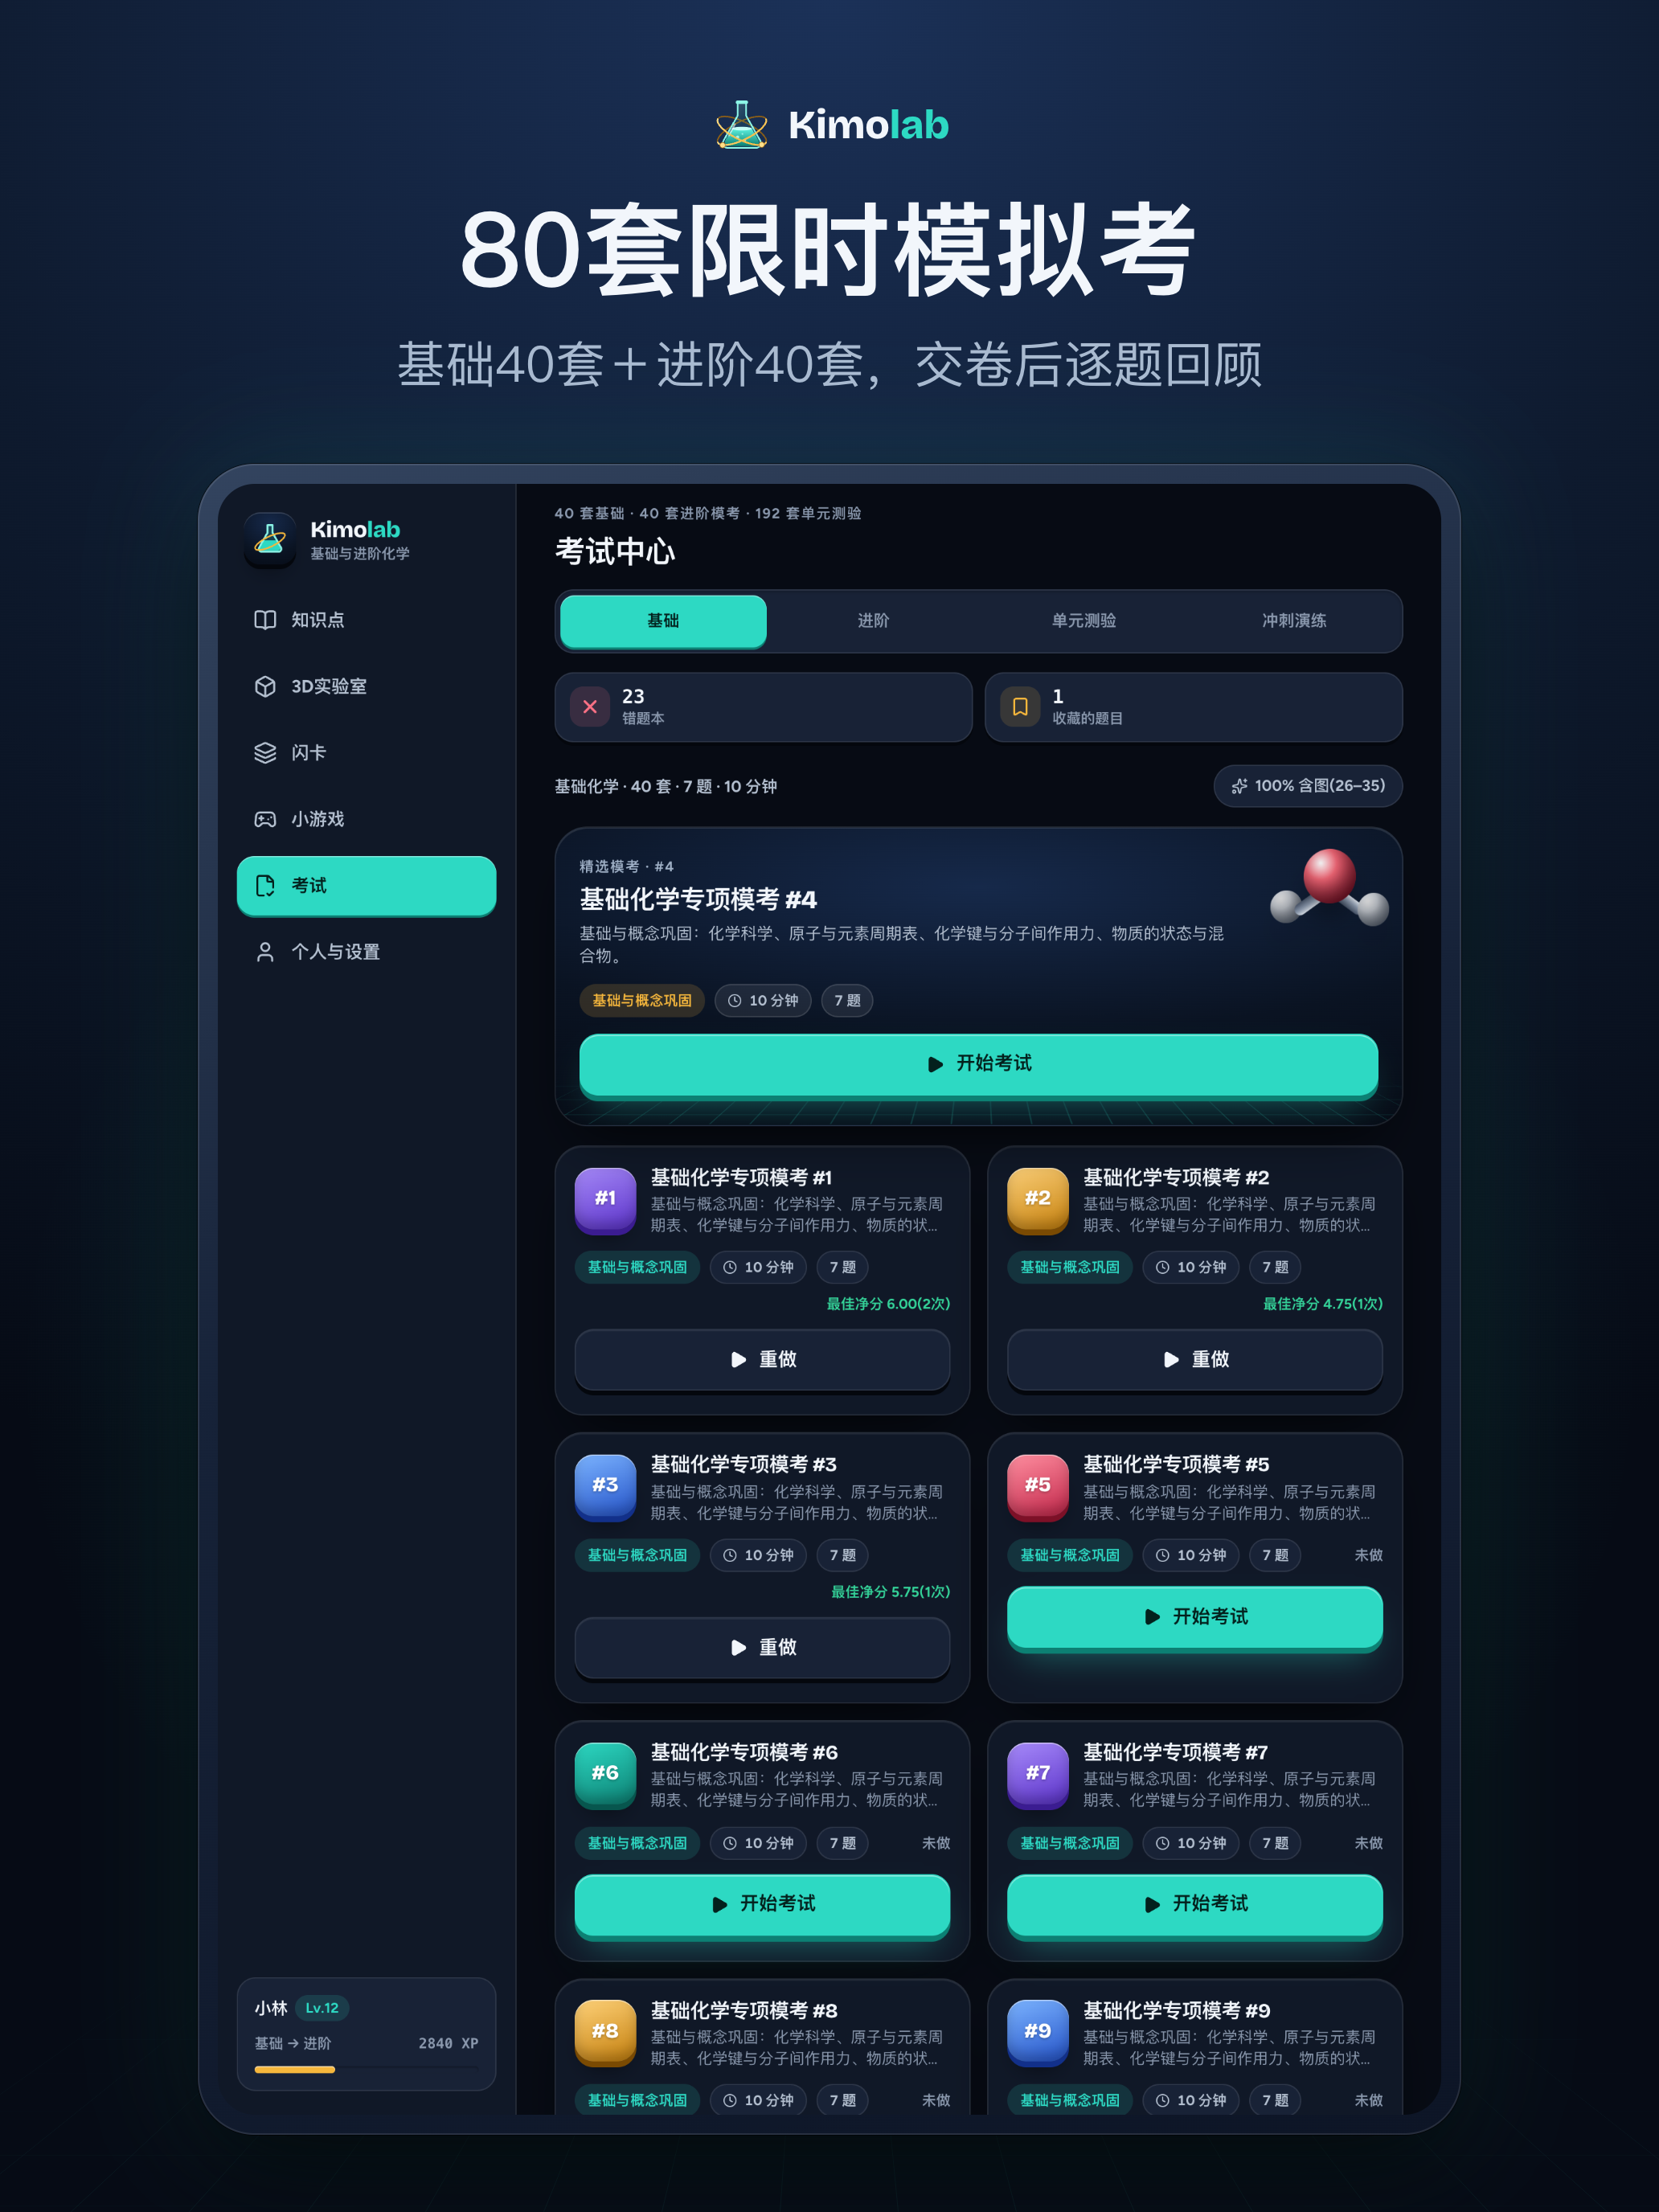 Kimolab
80套限时模拟考
基础40套＋进阶40套，交卷后逐题回顾
Kimolab
基础与进阶化学
知识点
3D实验室
闪卡
小游戏
考试
个人与设置
小林 Lv.12
基础 → 进阶 2840 XP
40 套基础 · 40 套进阶模考 · 192 套单元测验
考试中心
基础 进阶 单元测验 冲刺演练
23
错题本
1
收藏的题目
基础化学 · 40 套 · 7 题 · 10 分钟
100% 含图(26–35)
精选模考 · #4
基础化学专项模考 #4
基础与概念巩固：化学科学、原子与元素周期表、化学键与分子间作用力、物质的状态与混
合物。
基础与概念巩固 10 分钟 7 题
开始考试
#1
基础化学专项模考 #1
基础与概念巩固：化学科学、原子与元素周
期表、化学键与分子间作用力、物质的状...
基础与概念巩固 10 分钟 7 题
最佳净分 6.00(2次)
重做
#2
基础化学专项模考 #2
基础与概念巩固：化学科学、原子与元素周
期表、化学键与分子间作用力、物质的状...
基础与概念巩固 10 分钟 7 题
最佳净分 4.75(1次)
重做
#3
基础化学专项模考 #3
基础与概念巩固：化学科学、原子与元素周
期表、化学键与分子间作用力、物质的状...
基础与概念巩固 10 分钟 7 题
最佳净分 5.75(1次)
重做
#5
基础化学专项模考 #5
基础与概念巩固：化学科学、原子与元素周
期表、化学键与分子间作用力、物质的状...
基础与概念巩固 10 分钟 7 题 未做
开始考试
#6
基础化学专项模考 #6
基础与概念巩固：化学科学、原子与元素周
期表、化学键与分子间作用力、物质的状...
基础与概念巩固 10 分钟 7 题 未做
开始考试
#7
基础化学专项模考 #7
基础与概念巩固：化学科学、原子与元素周
期表、化学键与分子间作用力、物质的状...
基础与概念巩固 10 分钟 7 题 未做
开始考试
#8
基础化学专项模考 #8
基础与概念巩固：化学科学、原子与元素周
期表、化学键与分子间作用力、物质的状...
基础与概念巩固 10 分钟 7 题 未做
#9
基础化学专项模考 #9
基础与概念巩固：化学科学、原子与元素周
期表、化学键与分子间作用力、物质的状...
基础与概念巩固 10 分钟 7 题 未做